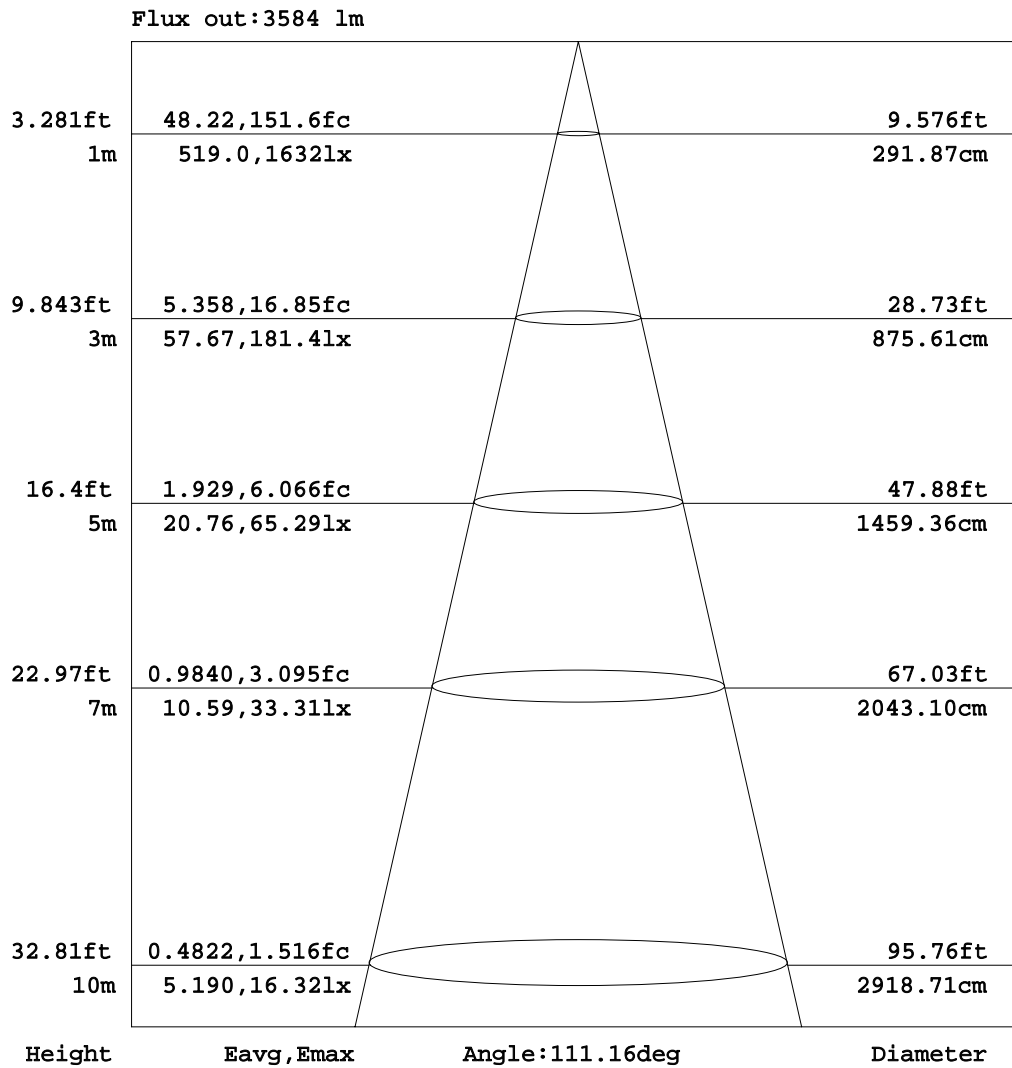 Flux out:3584 lm
3.281ft 48.22,151.6fc 9.576ft
1m 519.0,1632lx 291.87cm
9.843ft 5.358,16.85fc 28.73ft
3m 57.67,181.4lx 875.61cm
16.4ft 1.929,6.066fc 47.88ft
5m 20.76,65.29lx 1459.36cm
22.97ft 0.9840,3.095fc 67.03ft
7m 10.59,33.31lx 2043.10cm
32.81ft 0.4822,1.516fc 95.76ft
10m 5.190,16.32lx 2918.71cm
Height Eavg,Emax Angle:111.16deg Diameter